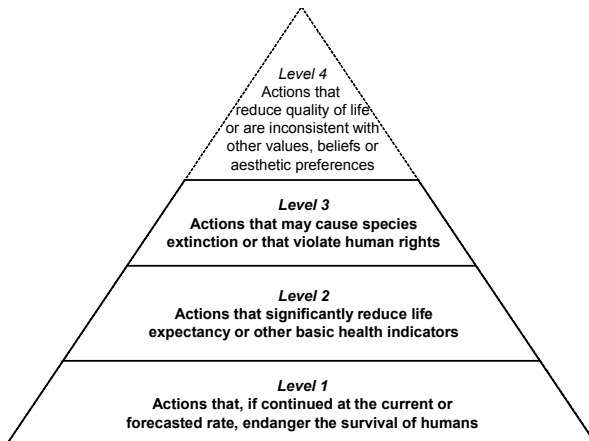 Level 4
Actions that
reduce quality of life
or are inconsistent with
other values, beliefs or
aesthetic preferences
Level 3
Actions that may cause species
extinction or that violate human rights
Level 2
Actions that significantly reduce life
expectancy or other basic health indicators
Level 1
Actions that, if continued at the current or
forecasted rate, endanger the survival of humans